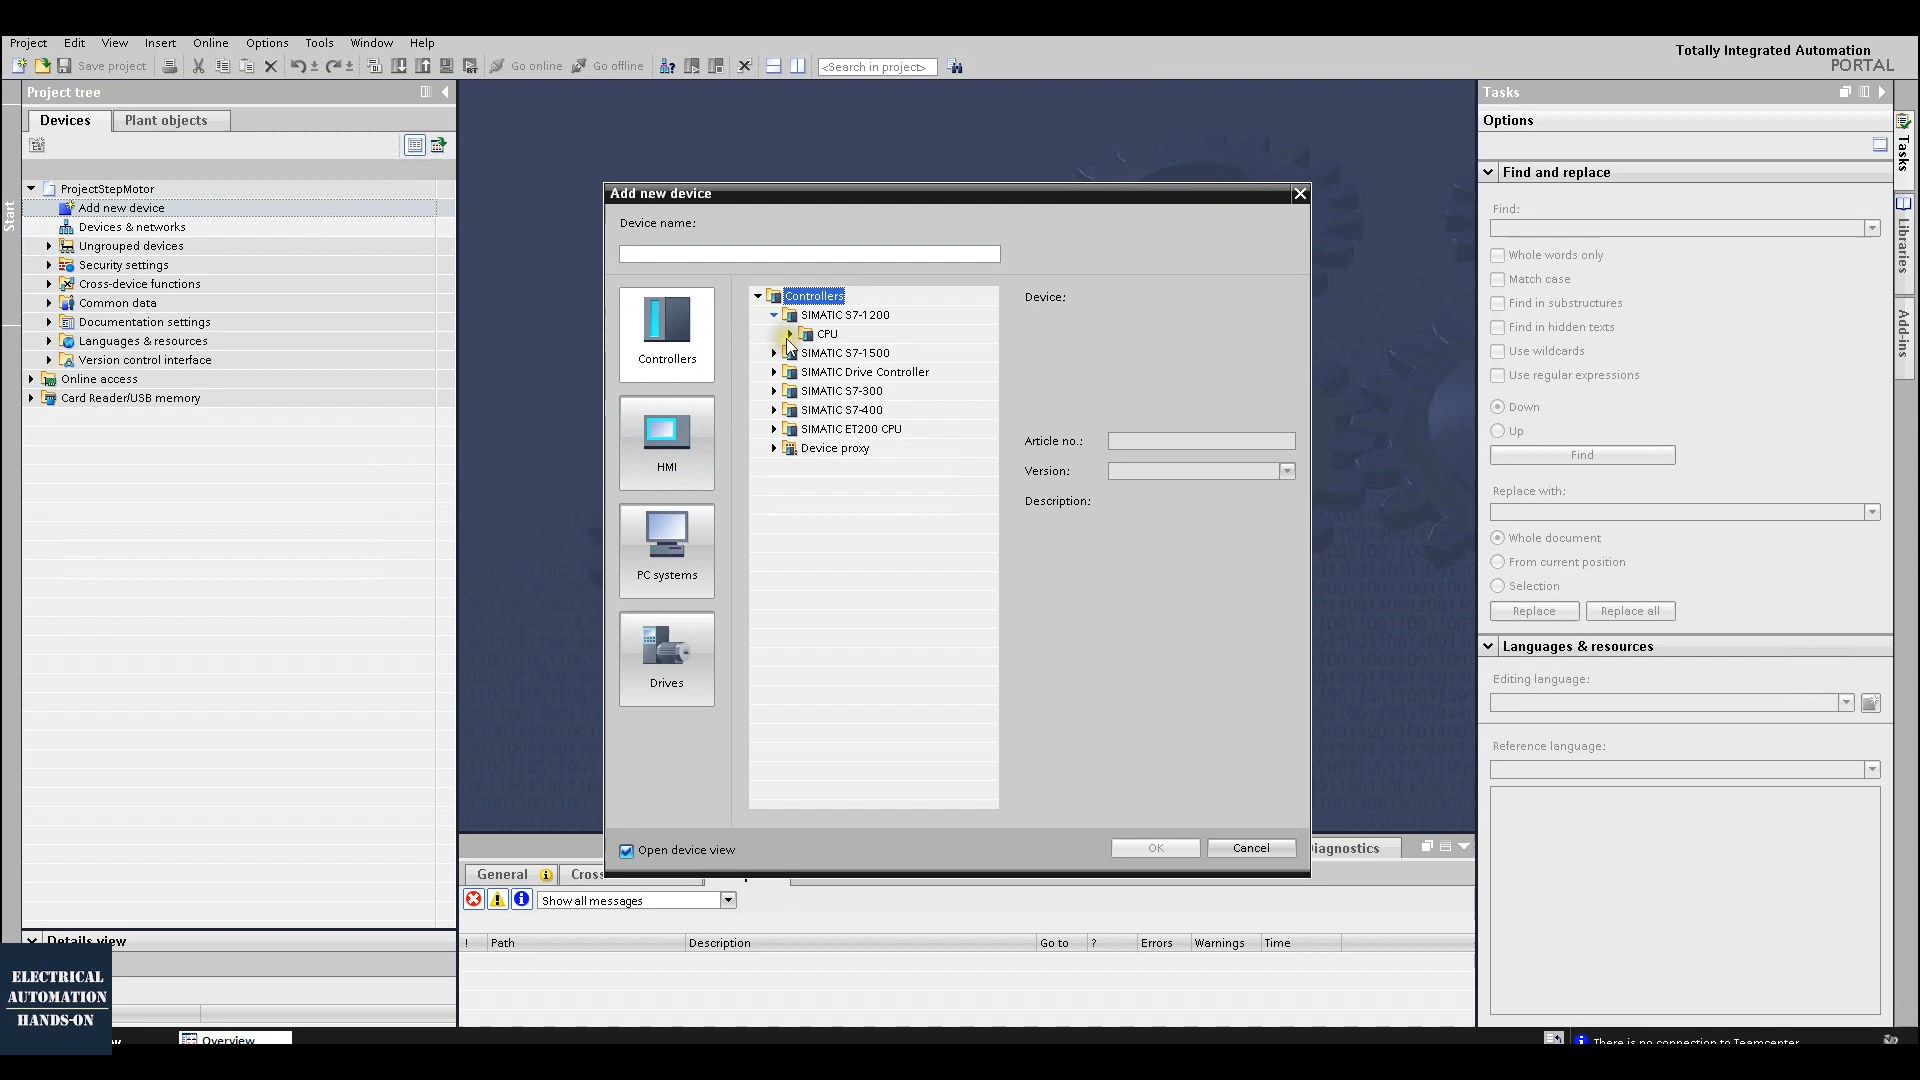 Project Edit View Insert Online Options Tools Window Help
Totally Integrated Automation
PORTAL
Save project
Go online
Go offline
<Search in project>
Project tree
Devices
Plant objects
Start
ProjectStepMotor
Add new device
Devices & networks
Ungrouped devices
Security settings
Cross-device functions
Common data
Documentation settings
Languages & resources
Version control interface
Online access
Card Reader/USB memory
Details view
Overview
Add new device
Device name:
Controllers
HMI
PC systems
Drives
Controllers
SIMATIC S7-1200
CPU
SIMATIC S7-1500
SIMATIC Drive Controller
SIMATIC S7-300
SIMATIC S7-400
SIMATIC ET200 CPU
Device proxy
Device:
Article no.:
Version:
Description:
Open device view
OK
Cancel
iagnostics
General
Cross
Show all messages
! Path Description Go to ? Errors Warnings Time
Tasks
Options
Find and replace
Find:
Whole words only
Match case
Find in substructures
Find in hidden texts
Use wildcards
Use regular expressions
Down
Up
Find
Replace with:
Whole document
From current position
Selection
Replace
Replace all
Languages & resources
Editing language:
Reference language:
Tasks
Libraries
Add-ins
There is no connection to Teamcenter
ELECTRICAL
AUTOMATION
HANDS-ON